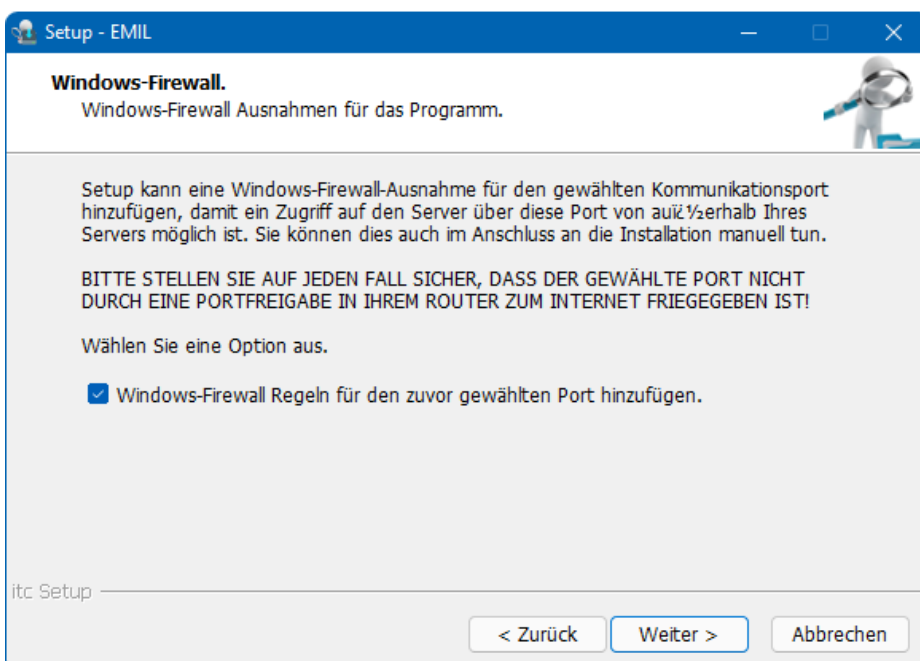 Setup - EMIL
Windows-Firewall.
Windows-Firewall Ausnahmen für das Programm.
Setup kann eine Windows-Firewall-Ausnahme für den gewählten Kommunikationsport
hinzufügen, damit ein Zugriff auf den Server über diese Port von auï¿½erhalb Ihres
Servers möglich ist. Sie können dies auch im Anschluss an die Installation manuell tun.
BITTE STELLEN SIE AUF JEDEN FALL SICHER, DASS DER GEWÄHLTE PORT NICHT
DURCH EINE PORTFREIGABE IN IHREM ROUTER ZUM INTERNET FRIEGEGEBEN IST!
Wählen Sie eine Option aus.
Windows-Firewall Regeln für den zuvor gewählten Port hinzufügen.
itc Setup
< Zurück
Weiter >
Abbrechen